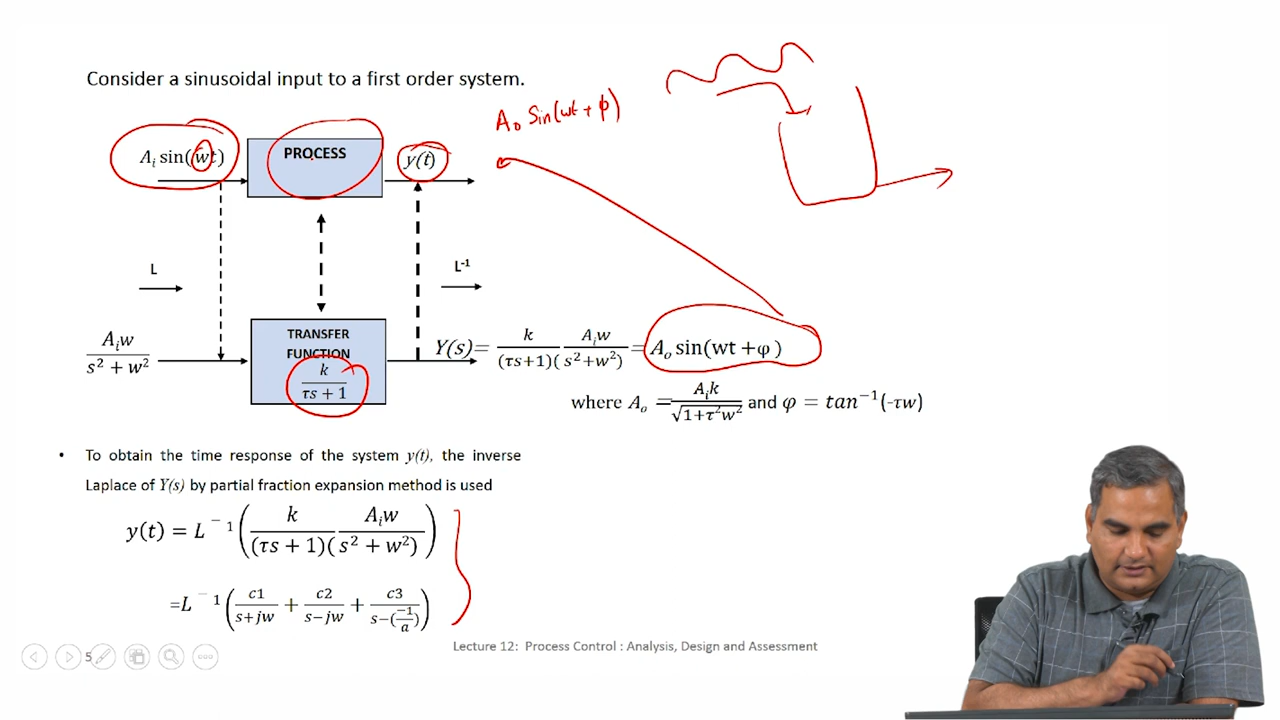 Consider a sinusoidal input to a first order system.
A₀ Sin(wt + φ)
Aᵢ sin(wt)
PROCESS
y(t)
L
L⁻¹
Aᵢw / (s² + w²)
TRANSFER
FUNCTION
k / (τs + 1)
Y(s)= k / (τs+1) ( Aᵢw / s²+w²) = Aₒ sin(wt +φ )
where Aₒ = Aᵢk / √1+τ²w² and φ = tan⁻¹(-τw)
• To obtain the time response of the system y(t), the inverse
Laplace of Y(s) by partial fraction expansion method is used
y(t) = L⁻¹ ( k / (τs + 1) ( Aᵢw / s² + w²) )
=L⁻¹ ( c1 / s+jw + c2 / s−jw + c3 / s−(−1/a) )
5
Lecture 12: Process Control : Analysis, Design and Assessment